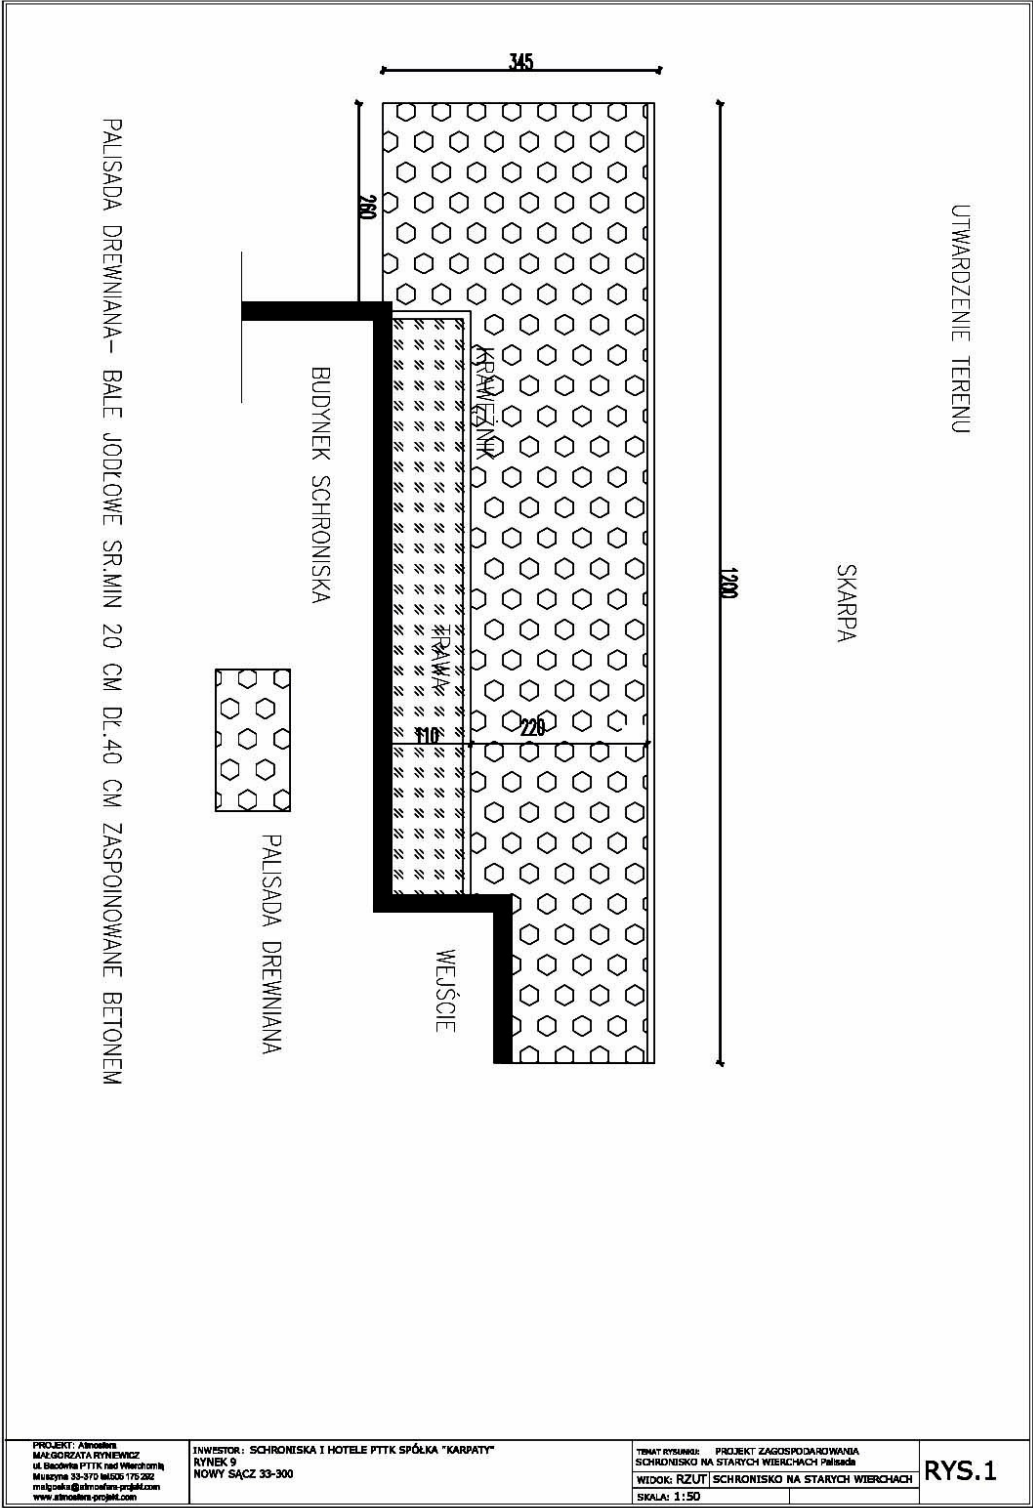 UTWARDZENIE TERENU
SKARPA
345
1200
260
KRAWĘŻNIK
TRAWA
110
220
BUDYNEK SCHRONISKA
WEJŚCIE
PALISADA DREWNIANA
PALISADA DREWNIANA- BALE JODŁOWE SR.MIN 20 CM DŁ.40 CM ZASPOINOWANE BETONEM
PROJEKT: Atmosfera
MAŁGORZATA RYNIEWICZ
ul. Bacówka PTTK nad Wierchomlą
Muszyna 33-370 tel.505 175 292
malgoska@atmosfera-projekt.com
www.atmosfera-projekt.com
INWESTOR: SCHRONISKA I HOTELE PTTK SPÓŁKA "KARPATY"
RYNEK 9
NOWY SĄCZ 33-300
TEMAT RYSUNKU: PROJEKT ZAGOSPODAROWANIA
SCHRONISKO NA STARYCH WIERCHACH Palisada
WIDOK: RZUT SCHRONISKO NA STARYCH WIERCHACH
SKALA: 1:50
RYS.1